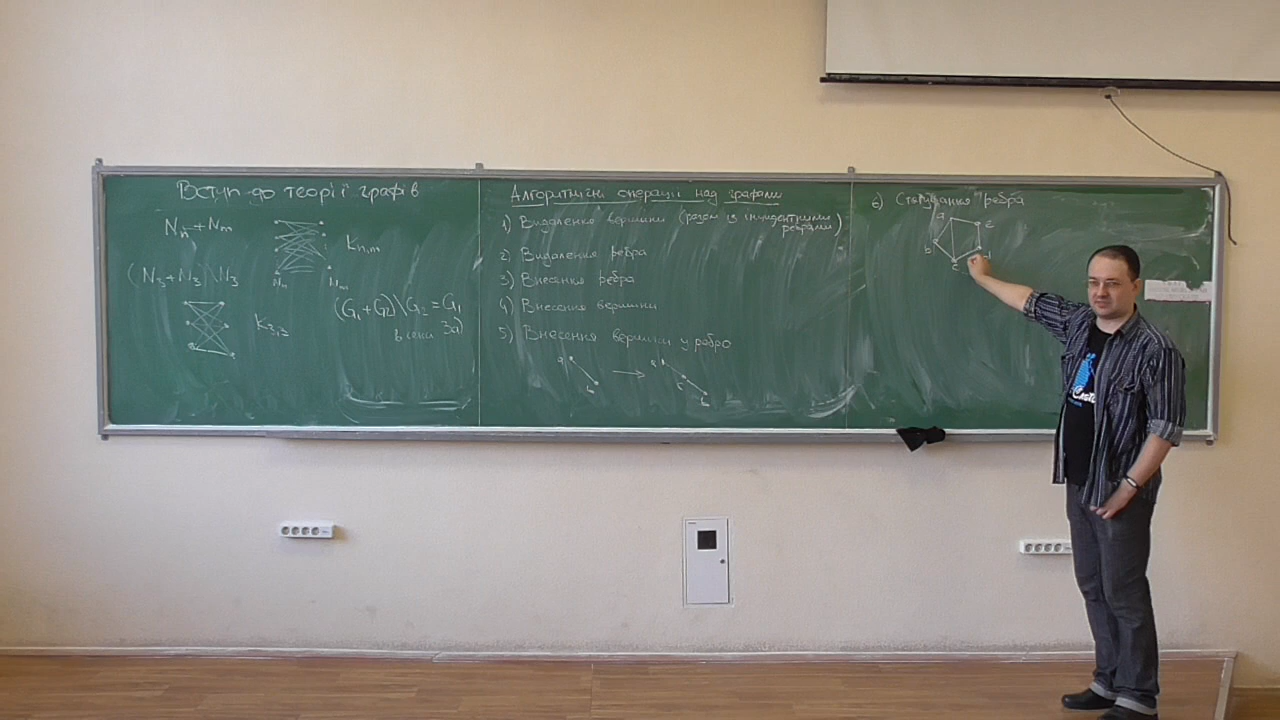 Вступ до теорії графів
Nn + Nm
Kn,m
Nn
Nm
(N3+N3)\N3
K3,3
(G1+G2)\G2=G1
в сенсі 3а)
Алгоритмічні операції над графами
1) Видалення вершини (разом із інцидентними ребрами)
2) Видалення ребра
3) Внесення ребра
4) Внесення вершини
5) Внесення вершини у ребро
a
b
a
c
b
6) Стягування ребра
a
e
b
c
d